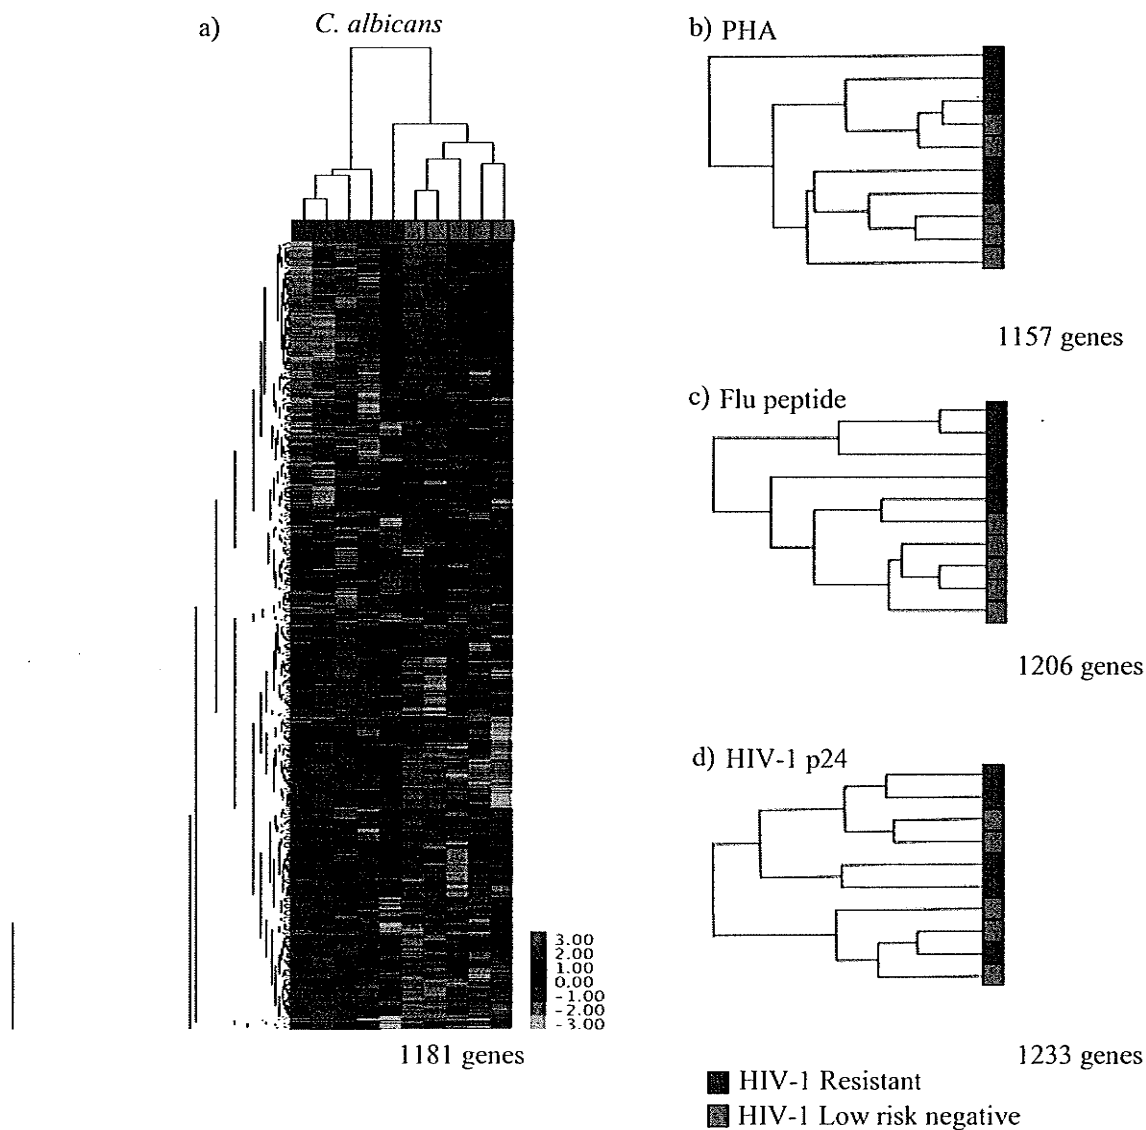 a)
C. albicans
3.00
2.00
1.00
0.00
-1.00
-2.00
-3.00
1181 genes
b) PHA
1157 genes
c) Flu peptide
1206 genes
d) HIV-1 p24
1233 genes
HIV-1 Resistant
HIV-1 Low risk negative